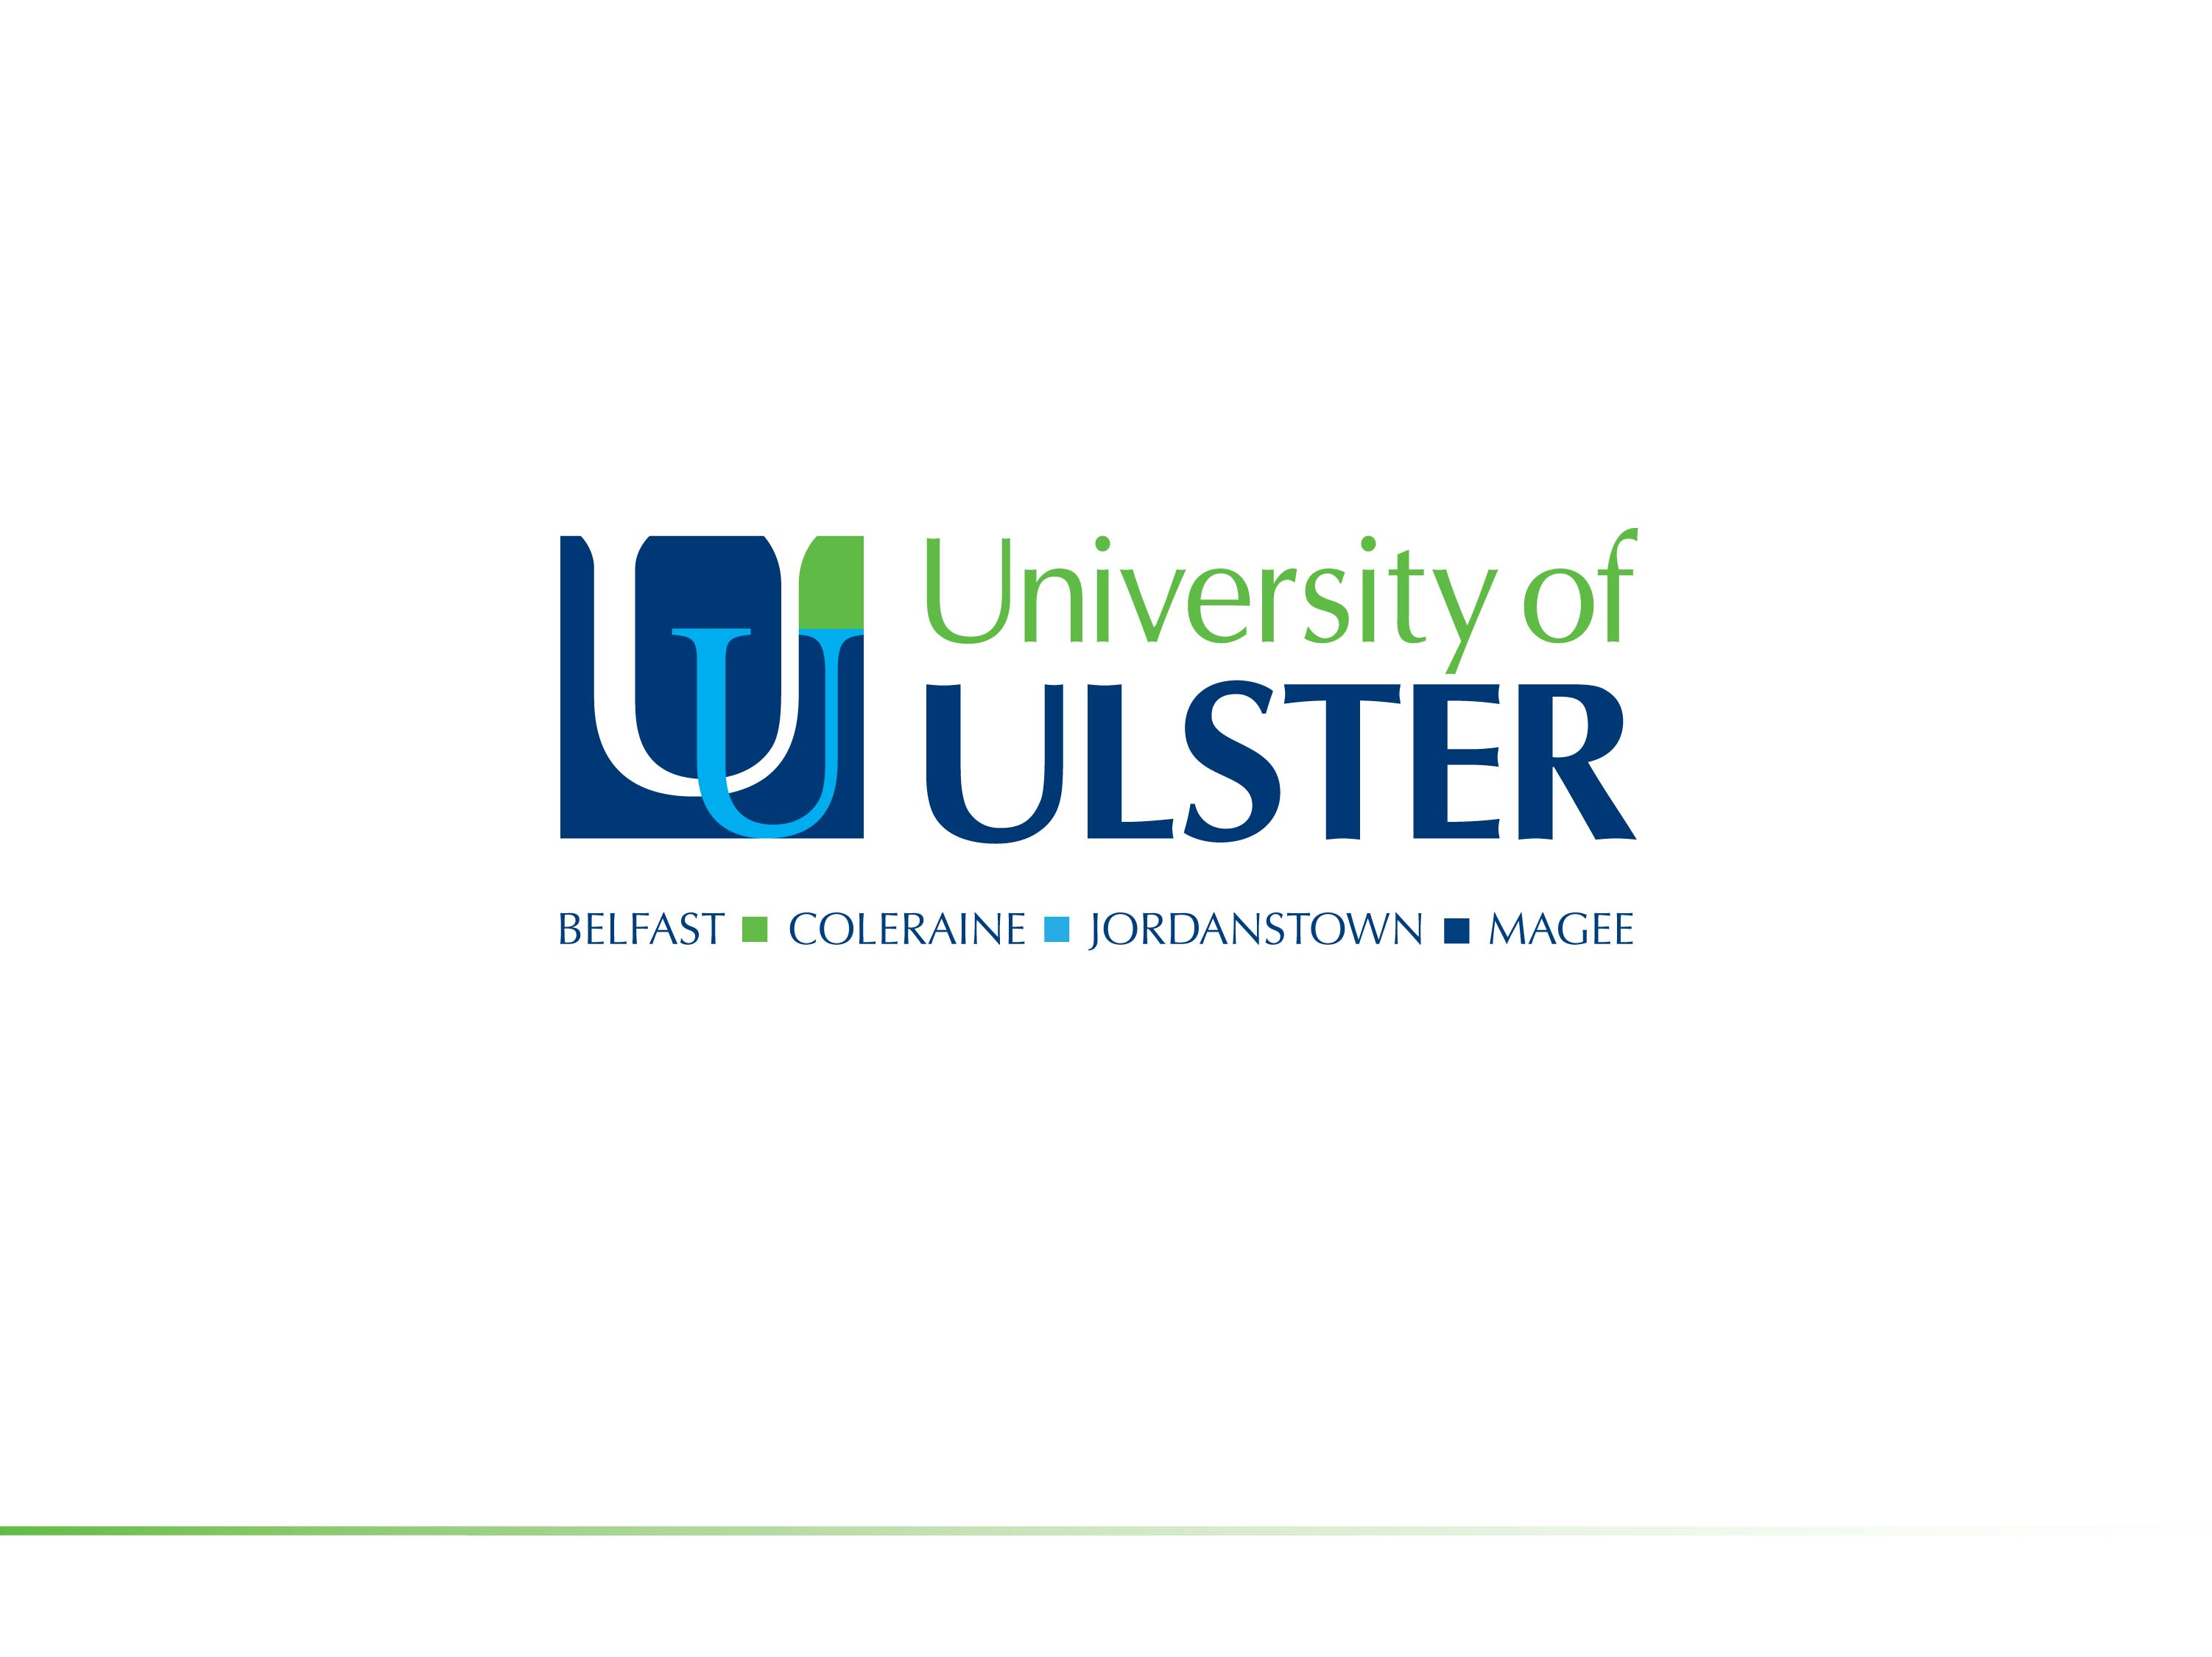 University of
ULSTER
BELFAST ■ COLERAINE ■ JORDANSTOWN ■ MAGEE